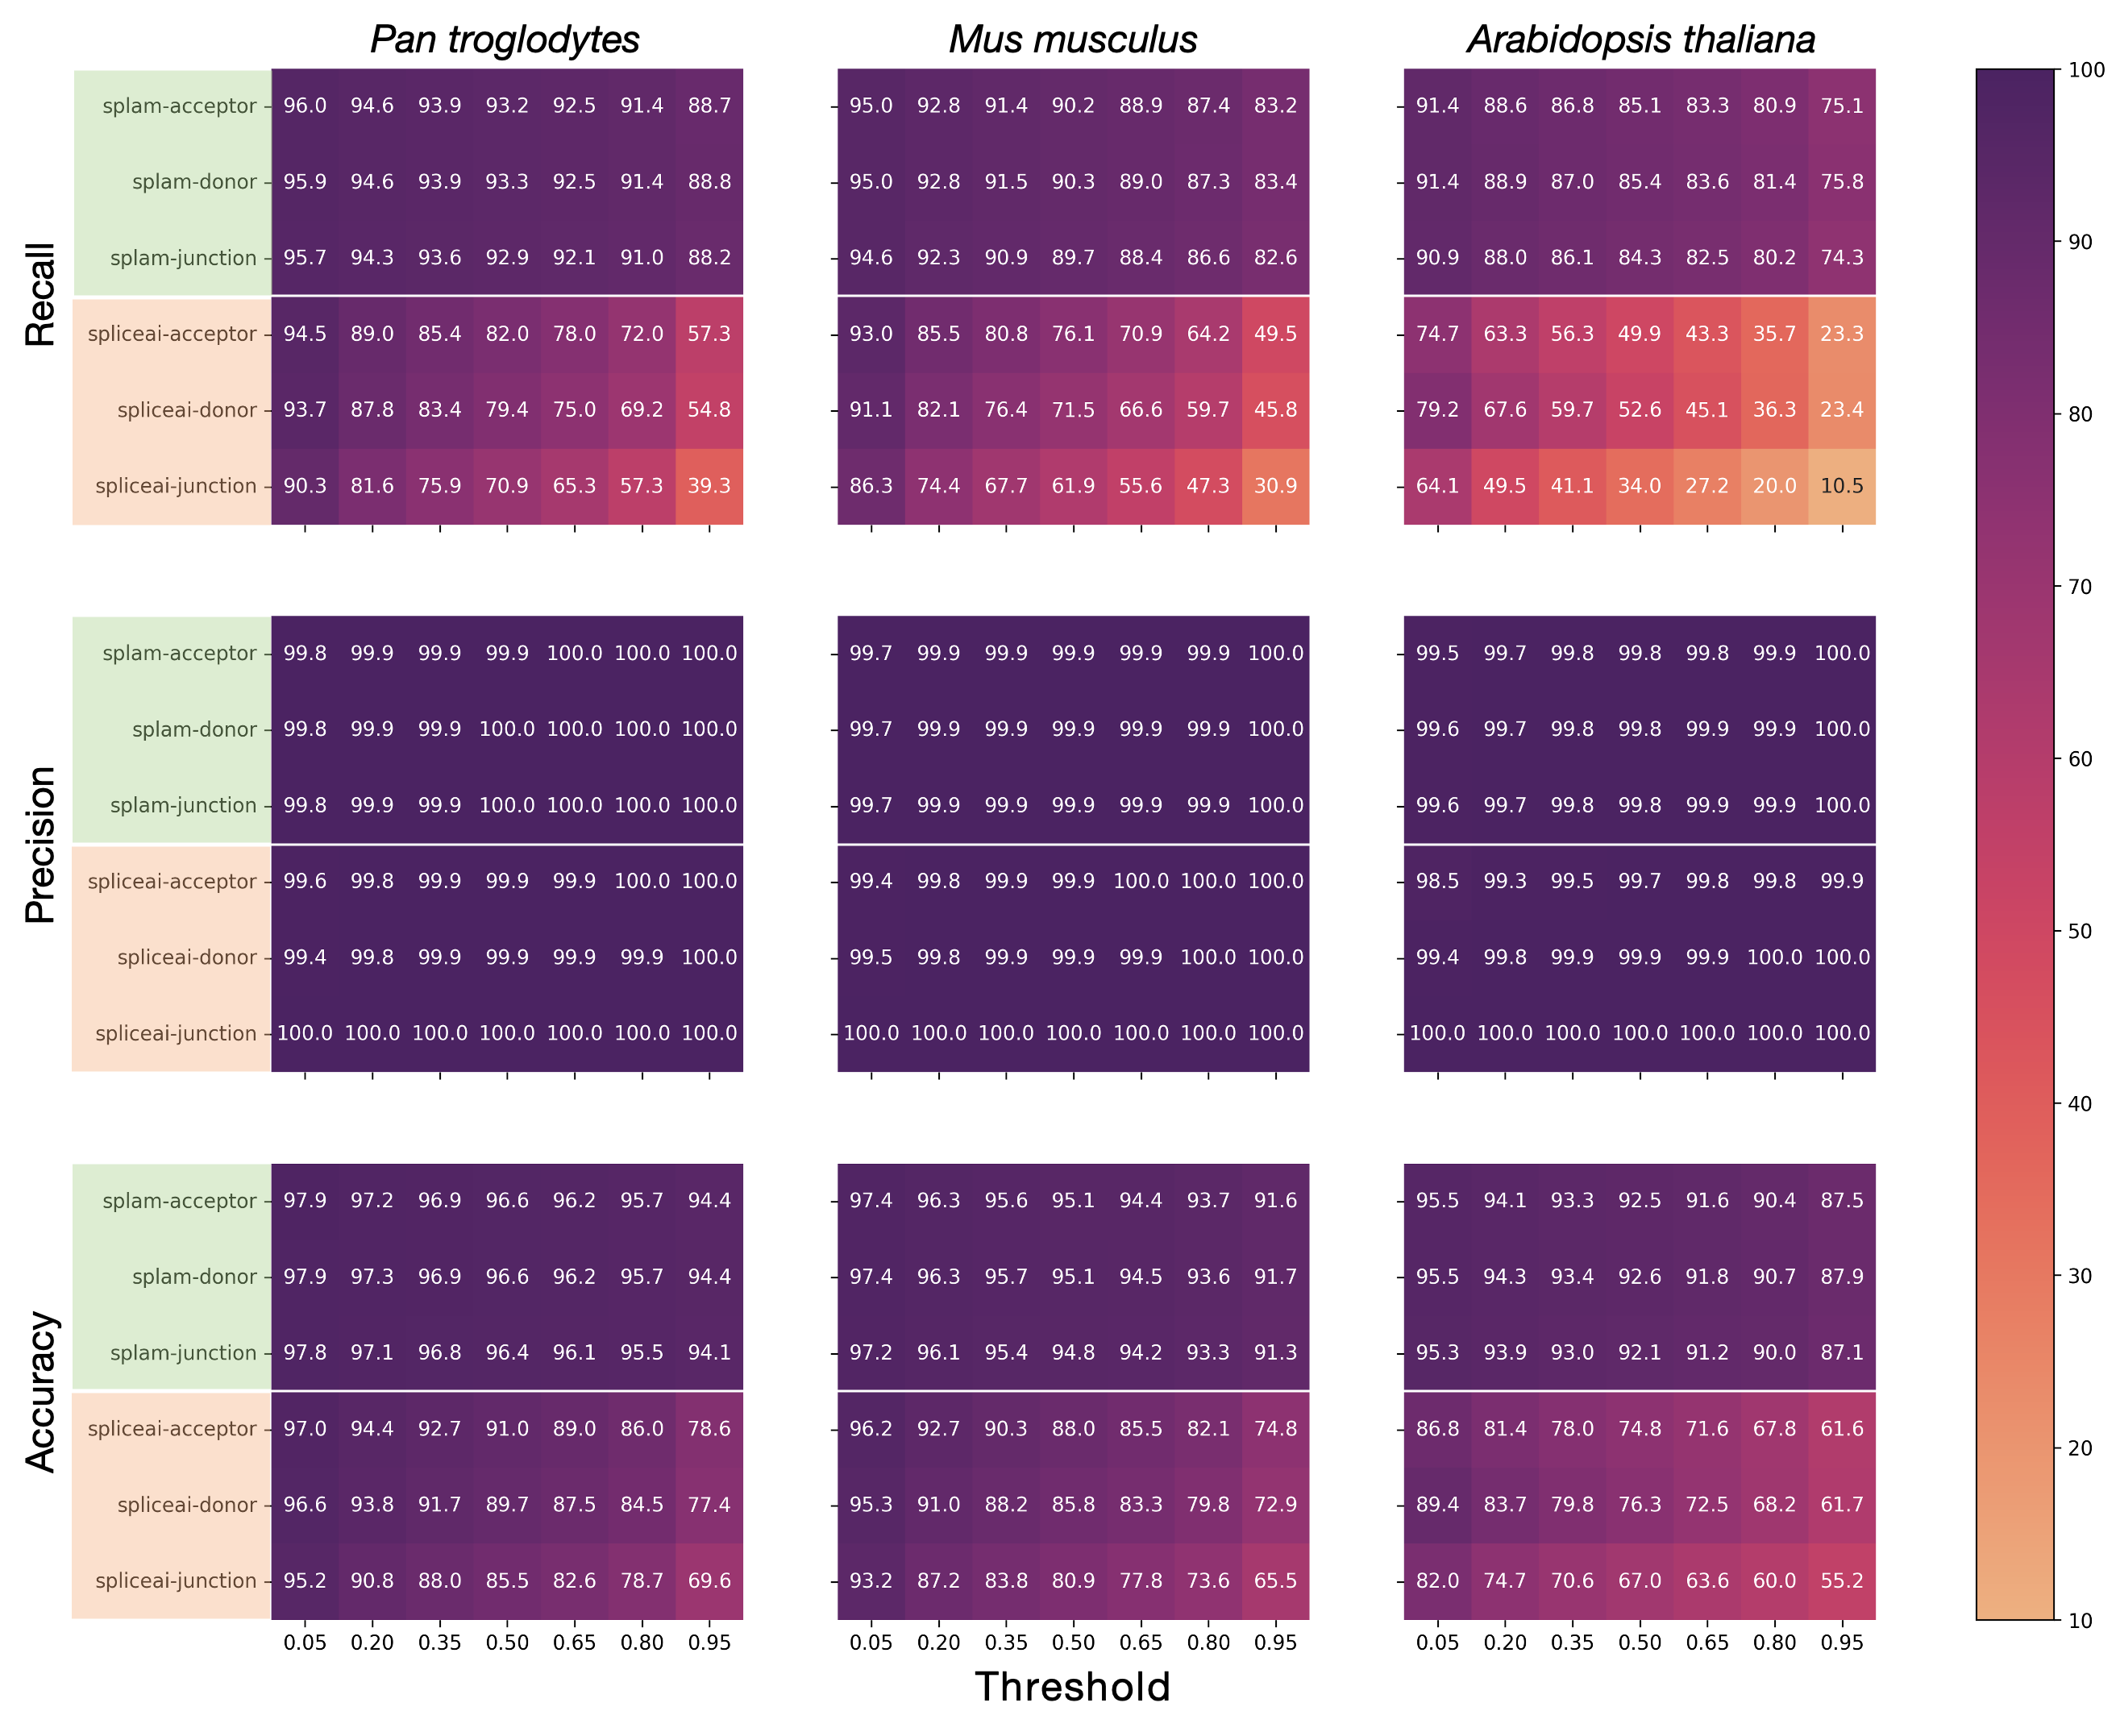 Pan troglodytes Mus musculus Arabidopsis thaliana
Recall
splam-acceptor 96.0 94.6 93.9 93.2 92.5 91.4 88.7 95.0 92.8 91.4 90.2 88.9 87.4 83.2 91.4 88.6 86.8 85.1 83.3 80.9 75.1
splam-donor 95.9 94.6 93.9 93.3 92.5 91.4 88.8 95.0 92.8 91.5 90.3 89.0 87.3 83.4 91.4 88.9 87.0 85.4 83.6 81.4 75.8
splam-junction 95.7 94.3 93.6 92.9 92.1 91.0 88.2 94.6 92.3 90.9 89.7 88.4 86.6 82.6 90.9 88.0 86.1 84.3 82.5 80.2 74.3
spliceai-acceptor 94.5 89.0 85.4 82.0 78.0 72.0 57.3 93.0 85.5 80.8 76.1 70.9 64.2 49.5 74.7 63.3 56.3 49.9 43.3 35.7 23.3
spliceai-donor 93.7 87.8 83.4 79.4 75.0 69.2 54.8 91.1 82.1 76.4 71.5 66.6 59.7 45.8 79.2 67.6 59.7 52.6 45.1 36.3 23.4
spliceai-junction 90.3 81.6 75.9 70.9 65.3 57.3 39.3 86.3 74.4 67.7 61.9 55.6 47.3 30.9 64.1 49.5 41.1 34.0 27.2 20.0 10.5
Precision
splam-acceptor 99.8 99.9 99.9 99.9 100.0 100.0 100.0 99.7 99.9 99.9 99.9 99.9 99.9 100.0 99.5 99.7 99.8 99.8 99.8 99.9 100.0
splam-donor 99.8 99.9 99.9 100.0 100.0 100.0 100.0 99.7 99.9 99.9 99.9 99.9 99.9 100.0 99.6 99.7 99.8 99.8 99.9 99.9 100.0
splam-junction 99.8 99.9 99.9 100.0 100.0 100.0 100.0 99.7 99.9 99.9 99.9 99.9 99.9 100.0 99.6 99.7 99.8 99.8 99.9 99.9 100.0
spliceai-acceptor 99.6 99.8 99.9 99.9 99.9 100.0 100.0 99.4 99.8 99.9 99.9 100.0 100.0 100.0 98.5 99.3 99.5 99.7 99.8 99.8 99.9
spliceai-donor 99.4 99.8 99.9 99.9 99.9 99.9 100.0 99.5 99.8 99.9 99.9 99.9 100.0 100.0 99.4 99.8 99.9 99.9 99.9 100.0 100.0
spliceai-junction 100.0 100.0 100.0 100.0 100.0 100.0 100.0 100.0 100.0 100.0 100.0 100.0 100.0 100.0 100.0 100.0 100.0 100.0 100.0 100.0 100.0
Accuracy
splam-acceptor 97.9 97.2 96.9 96.6 96.2 95.7 94.4 97.4 96.3 95.6 95.1 94.4 93.7 91.6 95.5 94.1 93.3 92.5 91.6 90.4 87.5
splam-donor 97.9 97.3 96.9 96.6 96.2 95.7 94.4 97.4 96.3 95.7 95.1 94.5 93.6 91.7 95.5 94.3 93.4 92.6 91.8 90.7 87.9
splam-junction 97.8 97.1 96.8 96.4 96.1 95.5 94.1 97.2 96.1 95.4 94.8 94.2 93.3 91.3 95.3 93.9 93.0 92.1 91.2 90.0 87.1
spliceai-acceptor 97.0 94.4 92.7 91.0 89.0 86.0 78.6 96.2 92.7 90.3 88.0 85.5 82.1 74.8 86.8 81.4 78.0 74.8 71.6 67.8 61.6
spliceai-donor 96.6 93.8 91.7 89.7 87.5 84.5 77.4 95.3 91.0 88.2 85.8 83.3 79.8 72.9 89.4 83.7 79.8 76.3 72.5 68.2 61.7
spliceai-junction 95.2 90.8 88.0 85.5 82.6 78.7 69.6 93.2 87.2 83.8 80.9 77.8 73.6 65.5 82.0 74.7 70.6 67.0 63.6 60.0 55.2
0.05 0.20 0.35 0.50 0.65 0.80 0.95 0.05 0.20 0.35 0.50 0.65 0.80 0.95 0.05 0.20 0.35 0.50 0.65 0.80 0.95
Threshold
100
90
80
70
60
50
40
30
20
10